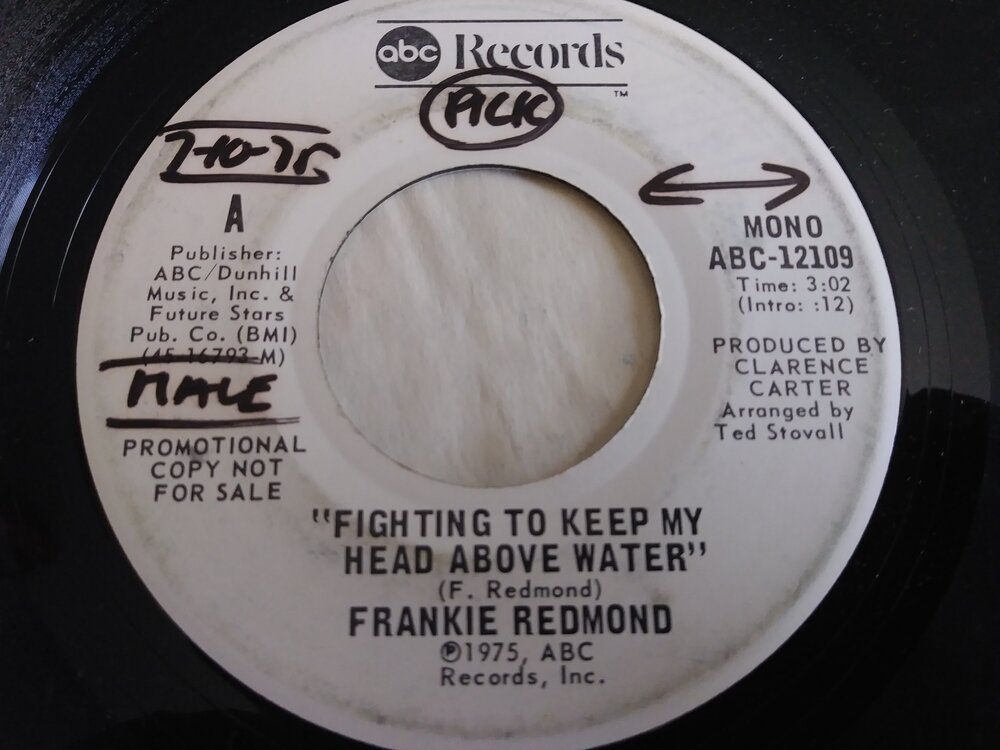 abc Records
TM
PICK
7-10-75
A
Publisher:
ABC/Dunhill
Music, Inc. &
Future Stars
Pub. Co. (BMI)
(45-16793-M)
MALE
PROMOTIONAL
COPY NOT
FOR SALE
MONO
ABC-12109
Time: 3:02
(Intro: :12)
PRODUCED BY
CLARENCE
CARTER
Arranged by
Ted Stovall
"FIGHTING TO KEEP MY
HEAD ABOVE WATER"
(F. Redmond)
FRANKIE REDMOND
℗1975, ABC
Records, Inc.